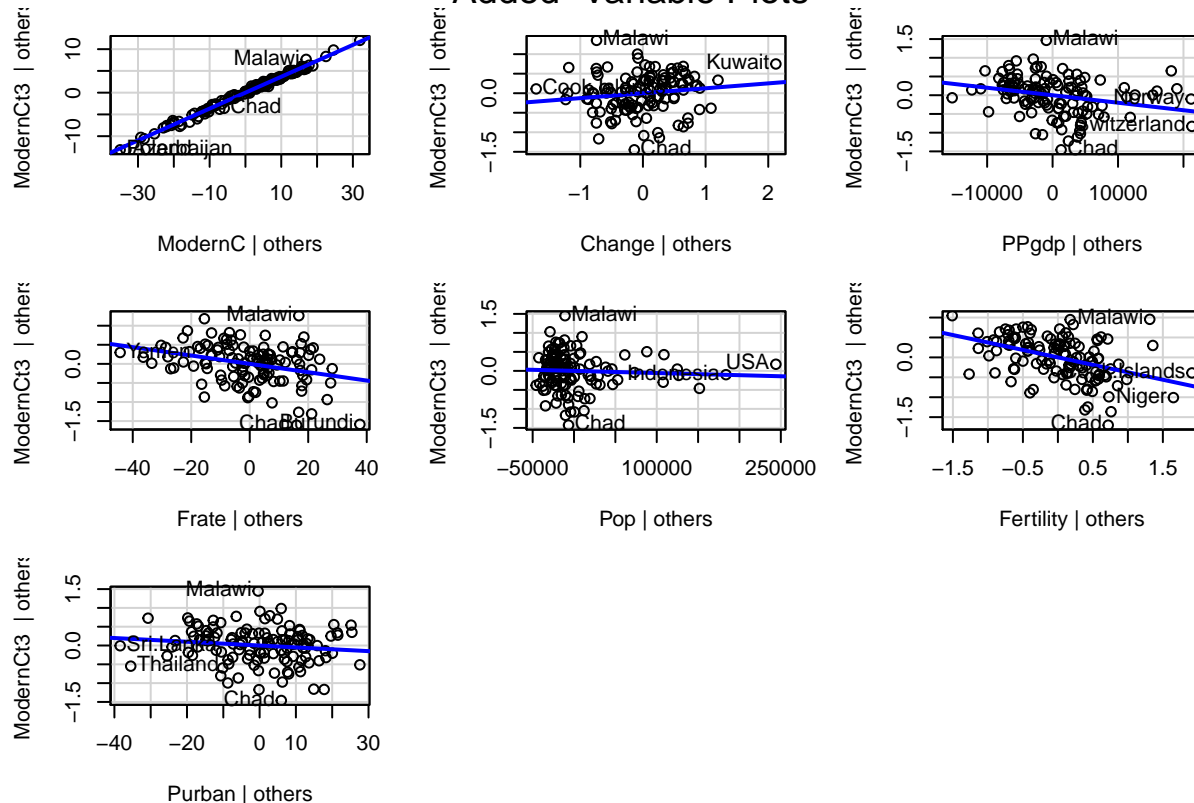 Added−Variable Plots
ModernCt3 | others
10
0
−10
Malawi
Chad
Azerbaijan
−30
−10
10
30
ModernC | others
ModernCt3 | others
0.0
−1.5
Malawi
Kuwait
Cook
Chad
−1
0
1
2
Change | others
ModernCt3 | others
1.5
0.0
−1.5
Malawi
Norway
Switzerland
Chad
−10000
0
10000
PPgdp | others
ModernCt3 | others
0.0
−1.5
Malawi
Yemen
Chad
Burundi
−40
−20
0
20
40
Frate | others
ModernCt3 | others
1.5
0.0
−1.5
Malawi
USA
Indonesia
Chad
−50000
100000
250000
Pop | others
ModernCt3 | others
0.0
−1.5
Malawi
Islands
Niger
Chad
−1.5
−0.5
0.5
1.5
Fertility | others
ModernCt3 | others
1.5
0.0
−1.5
Malawi
Sri.Lanka
Thailand
Chad
−40
−20
0
10
30
Purban | others